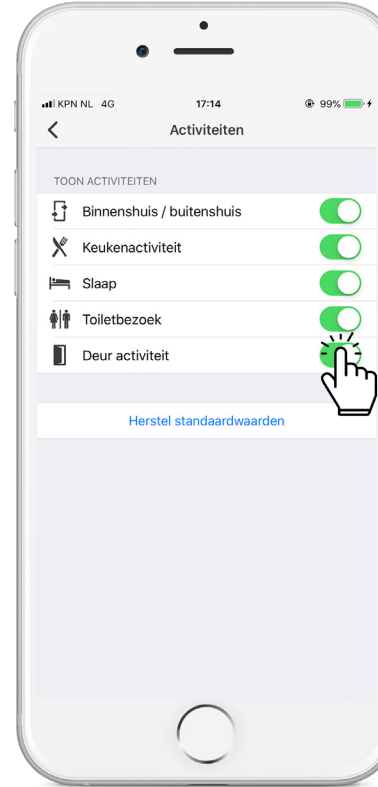 KPN NL 4G 17:14 99%
Activiteiten
TOON ACTIVITEITEN
Binnenshuis / buitenshuis
Keukenactiviteit
Slaap
Toiletbezoek
Deur activiteit
Herstel standaardwaarden